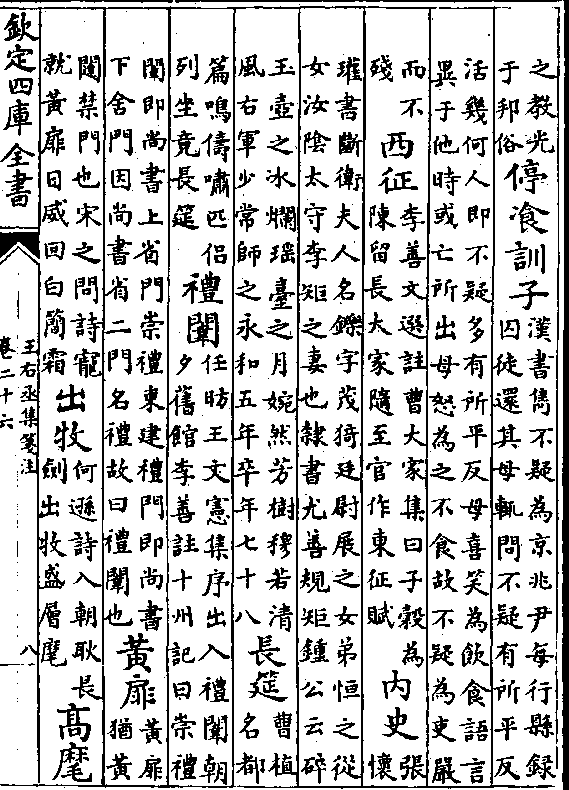 之教光
于邦俗
停飡訓子
漢書雋不疑為京兆尹每行縣録
囚徒還其母輒問不疑有所平反
活幾何人即不疑多有所平反母喜笑為飲食語言
異于他時或亡所出母怒為之不食故不疑為吏嚴
而不
殘
西征
李善文選註曹大家集曰子穀為
陳留長大家隨至官作東征賦
內史
張
懷
瓘書斷衛夫人名鑠字茂猗廷尉展之女弟恒之從
女汝陰太守李矩之妻也隸書尤善規矩鍾公云碎
玉壺之冰爛瑶臺之月婉然芳樹穆若清
風右軍少常師之永和五年卒年七十八
長筵
曹植
名都
篇鳴儔嘯匹侣
列坐竟長筵
禮闈
任昉王文憲集序出入禮闈朝
夕舊館李善註十州記曰崇禮
闈即尚書上省門崇禮東建禮門即尚書
下舍門因尚書省二門名禮故曰禮闈也
黄扉
黄扉
猶黄
闥禁門也宋之問詩寵
就黄扉日威回白簡霜
出牧
何遜詩入朝耿長
劍出牧盛層麾
高麾
欽定四庫全書
王右丞集箋注
卷二十六
八